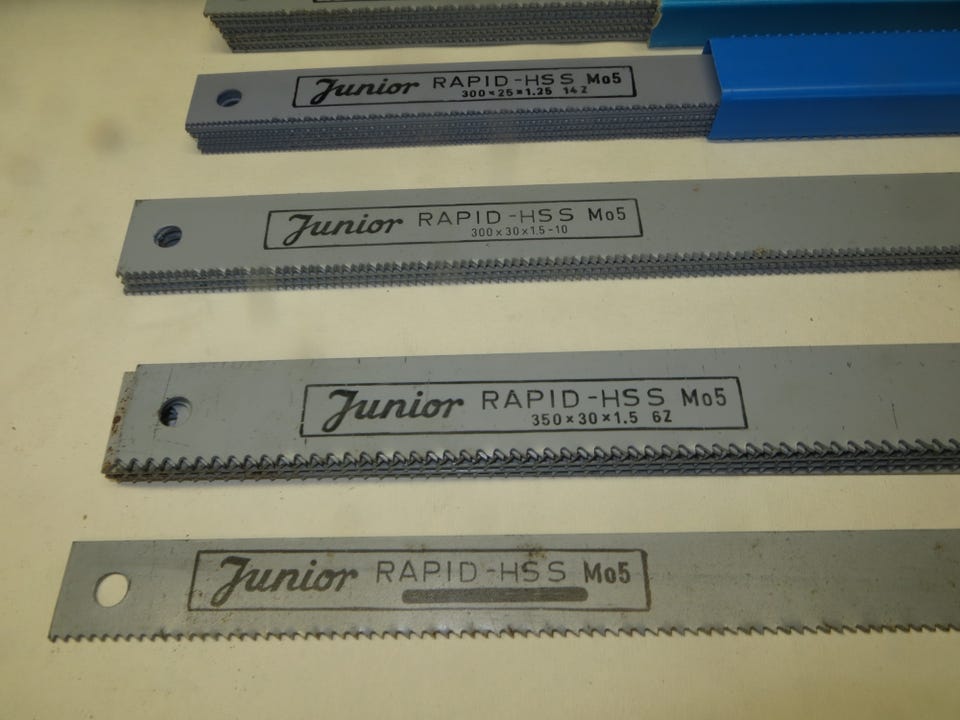 Junior RAPID-HSS Mo5
300×25×1.25 14Z
Junior RAPID-HSS Mo5
300×30×1.5-10
Junior RAPID-HSS Mo5
350×30×1.5 6Z
Junior RAPID-HSS Mo5